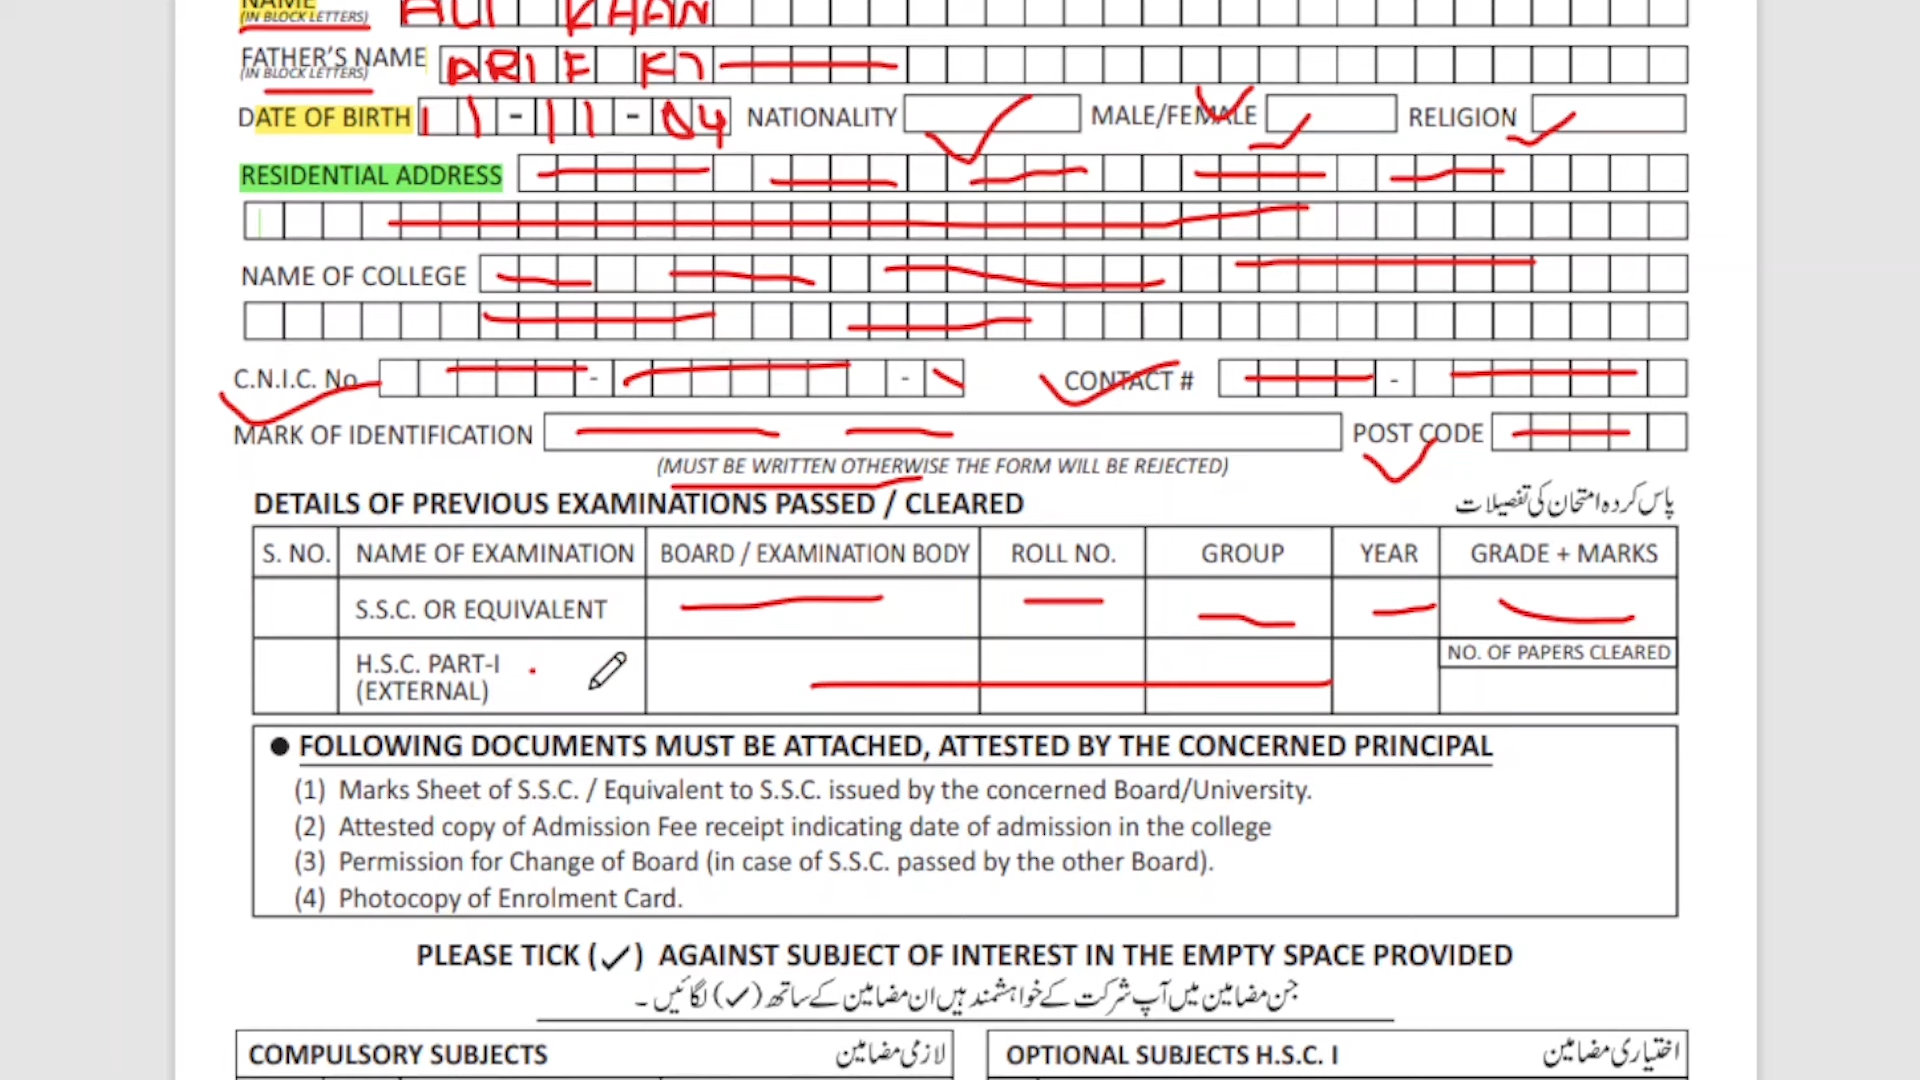 NAME ALI KHAN
(IN BLOCK LETTERS)
FATHER'S NAME ARIF
(IN BLOCK LETTERS)
DATE OF BIRTH 11-11-04 NATIONALITY MALE/FEMALE RELIGION
RESIDENTIAL ADDRESS
NAME OF COLLEGE
C.N.I.C. No. - - CONTACT # -
MARK OF IDENTIFICATION POST CODE
(MUST BE WRITTEN OTHERWISE THE FORM WILL BE REJECTED)
DETAILS OF PREVIOUS EXAMINATIONS PASSED / CLEARED پاس کردہ امتحان کی تفصیلات
S. NO. NAME OF EXAMINATION BOARD / EXAMINATION BODY ROLL NO. GROUP YEAR GRADE + MARKS
S.S.C. OR EQUIVALENT
H.S.C. PART-I NO. OF PAPERS CLEARED
(EXTERNAL)
● FOLLOWING DOCUMENTS MUST BE ATTACHED, ATTESTED BY THE CONCERNED PRINCIPAL
(1) Marks Sheet of S.S.C. / Equivalent to S.S.C. issued by the concerned Board/University.
(2) Attested copy of Admission Fee receipt indicating date of admission in the college
(3) Permission for Change of Board (in case of S.S.C. passed by the other Board).
(4) Photocopy of Enrolment Card.
PLEASE TICK (✓) AGAINST SUBJECT OF INTEREST IN THE EMPTY SPACE PROVIDED
جن مضامین میں آپ شرکت کے خواہشمند ہیں ان مضامین کے ساتھ (✓) لگائیں ۔
COMPULSORY SUBJECTS لازمی مضامین OPTIONAL SUBJECTS H.S.C. I اختیاری مضامین